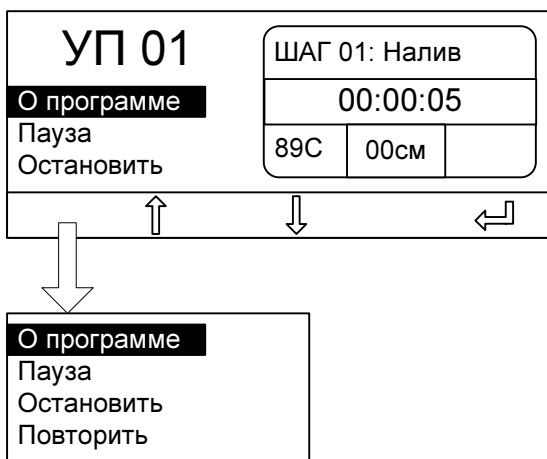 УП 01
О программе
Пауза
Остановить
ШАГ 01: Налив
00:00:05
89С 00см
О программе
Пауза
Остановить
Повторить